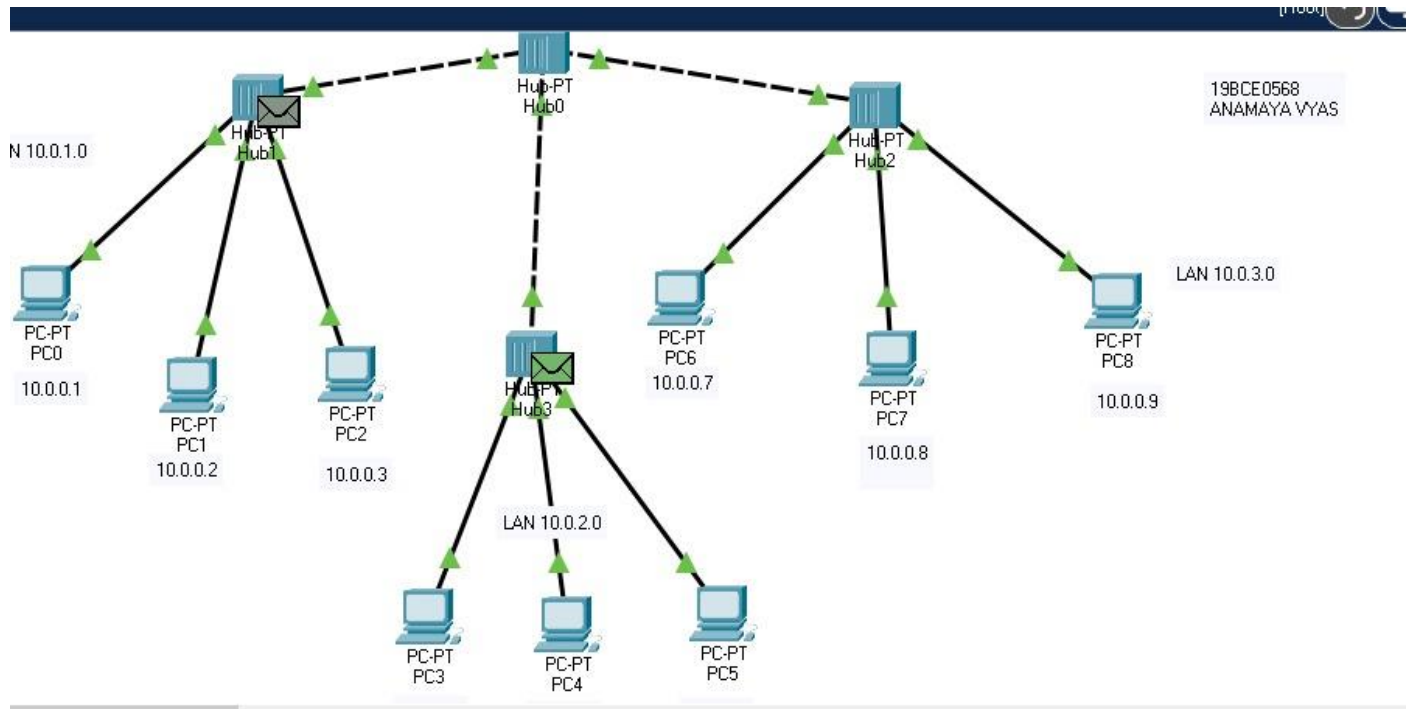 Hub-PT
Hub0
19BCE0568
ANAMAYA VYAS
Hub-PT
Hub1
Hub-PT
Hub2
N 10.0.1.0
LAN 10.0.3.0
PC-PT
PC0
10.0.0.1
PC-PT
PC1
10.0.0.2
PC-PT
PC2
10.0.0.3
Hub-PT
Hub3
PC-PT
PC6
10.0.0.7
PC-PT
PC7
10.0.0.8
PC-PT
PC8
10.0.0.9
LAN 10.0.2.0
PC-PT
PC3
PC-PT
PC4
PC-PT
PC5